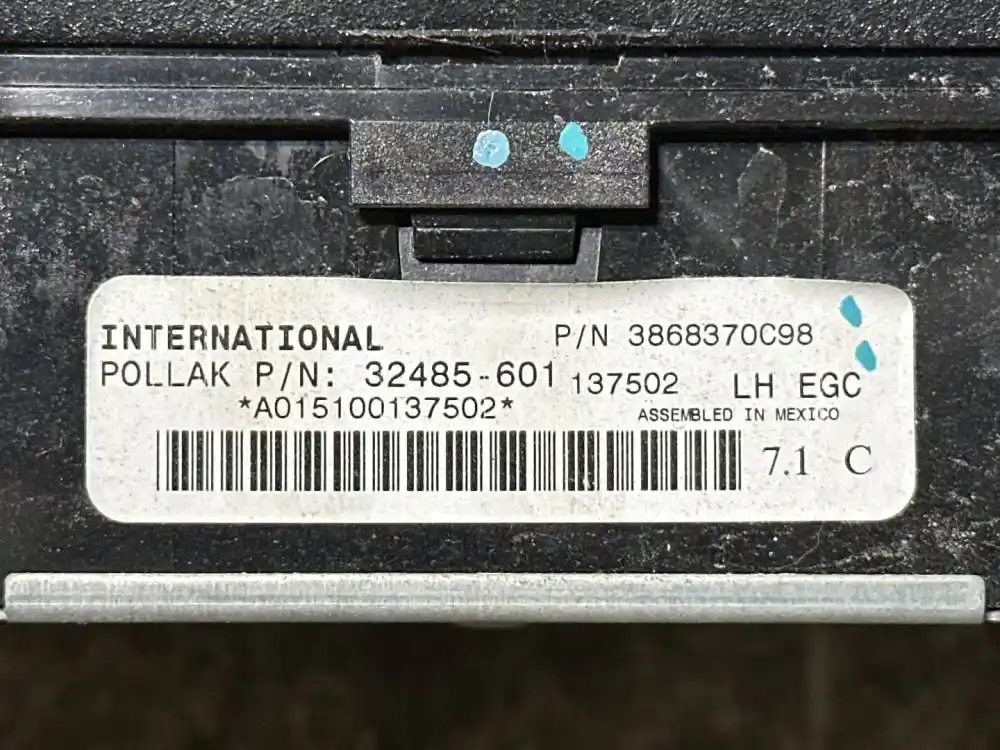 INTERNATIONAL P/N 3868370C98
POLLAK P/N: 32485-601 137502 LH EGC
*A015100137502* ASSEMBLED IN MEXICO
7.1 C